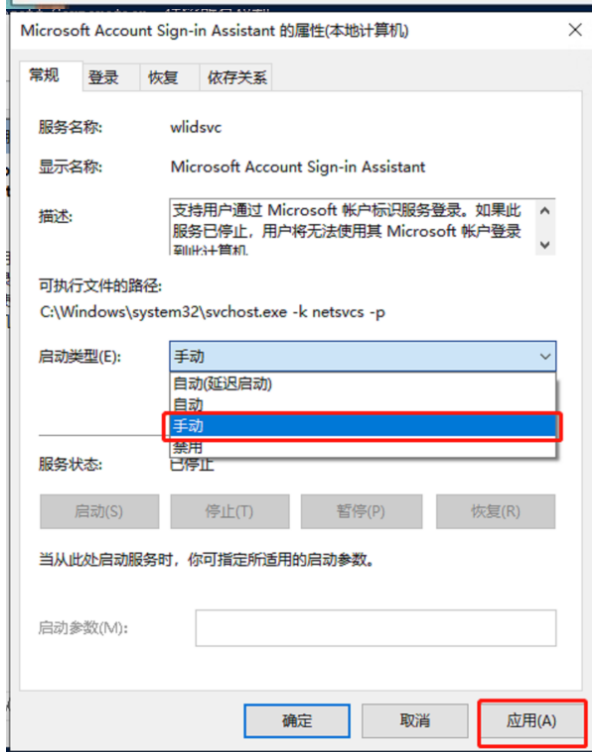 Microsoft Account Sign-in Assistant 的属性(本地计算机)
常规 登录 恢复 依存关系
服务名称: wlidsvc
显示名称: Microsoft Account Sign-in Assistant
描述: 支持用户通过 Microsoft 帐户标识服务登录。如果此
服务已停止，用户将无法使用其 Microsoft 帐户登录
到此计算机
可执行文件的路径:
C:\Windows\system32\svchost.exe -k netsvcs -p
启动类型(E): 手动
自动(延迟启动)
自动
手动
禁用
服务状态: 已停止
启动(S) 停止(T) 暂停(P) 恢复(R)
当从此处启动服务时，你可指定所适用的启动参数。
启动参数(M):
确定 取消 应用(A)